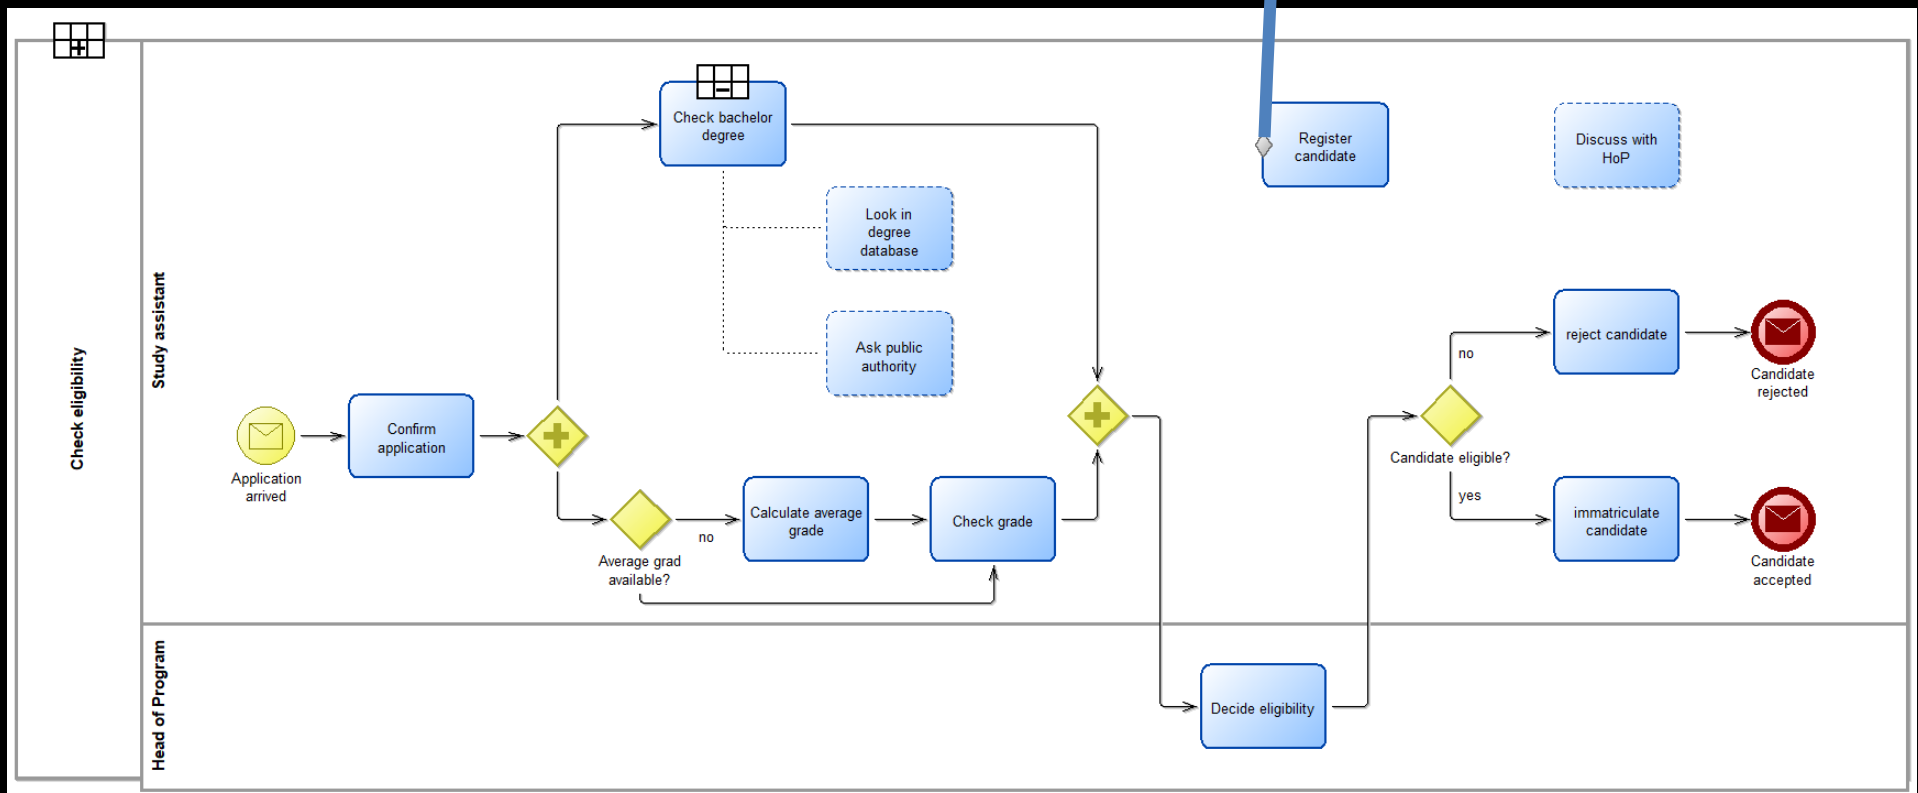 Check eligibility
Study assistant
Head of Program
Application
arrived
Confirm
application
Check bachelor
degree
Look in
degree
database
Ask public
authority
Average grad
available?
no
Calculate average
grade
Check grade
Register
candidate
Discuss with
HoP
Decide eligibility
Candidate eligible?
no
yes
reject candidate
Candidate
rejected
immatriculate
candidate
Candidate
accepted